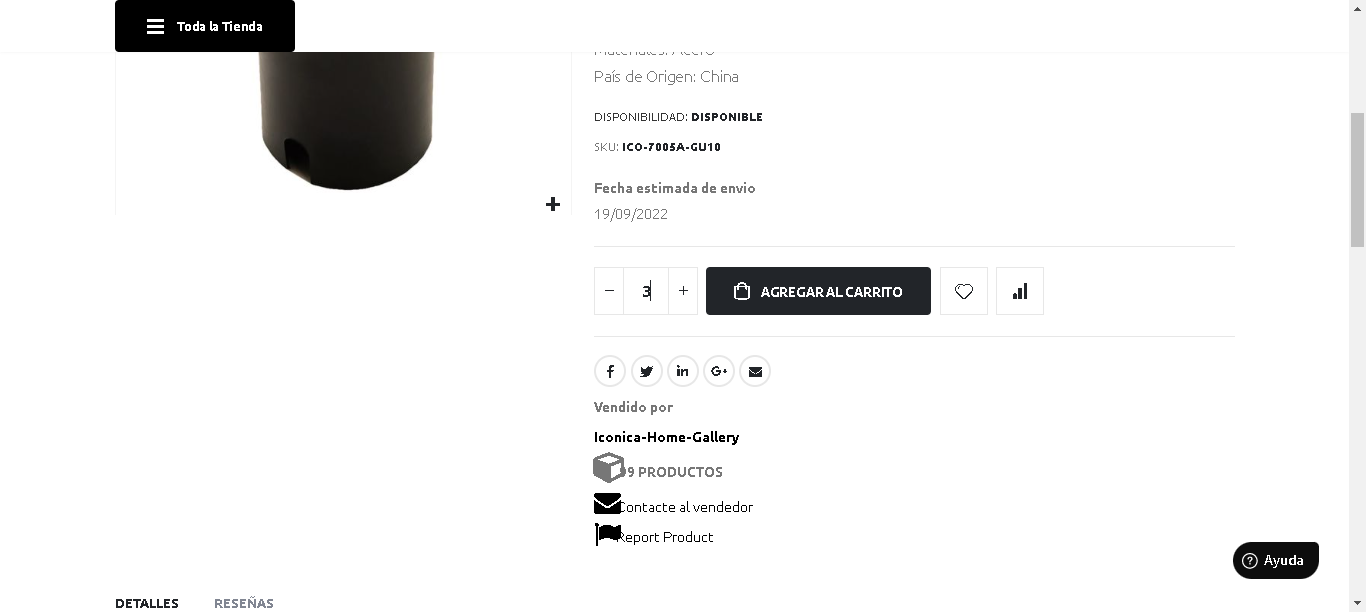 Toda la Tienda
Materiales: Acero
País de Origen: China
DISPONIBILIDAD: DISPONIBLE
SKU: ICO-7005A-GU10
Fecha estimada de envio
19/09/2022
3
AGREGAR AL CARRITO
Vendido por
Iconica-Home-Gallery
99 PRODUCTOS
Contacte al vendedor
Report Product
Ayuda
DETALLES
RESEÑAS